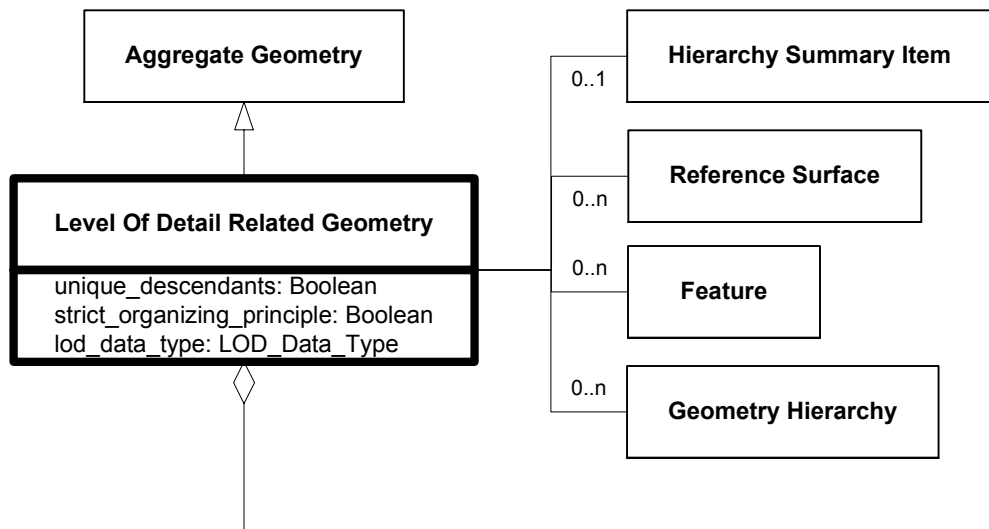 Aggregate Geometry
Hierarchy Summary Item
0..1
Reference Surface
0..n
Level Of Detail Related Geometry
unique_descendants: Boolean
strict_organizing_principle: Boolean
lod_data_type: LOD_Data_Type
0..n
Feature
0..n
Geometry Hierarchy